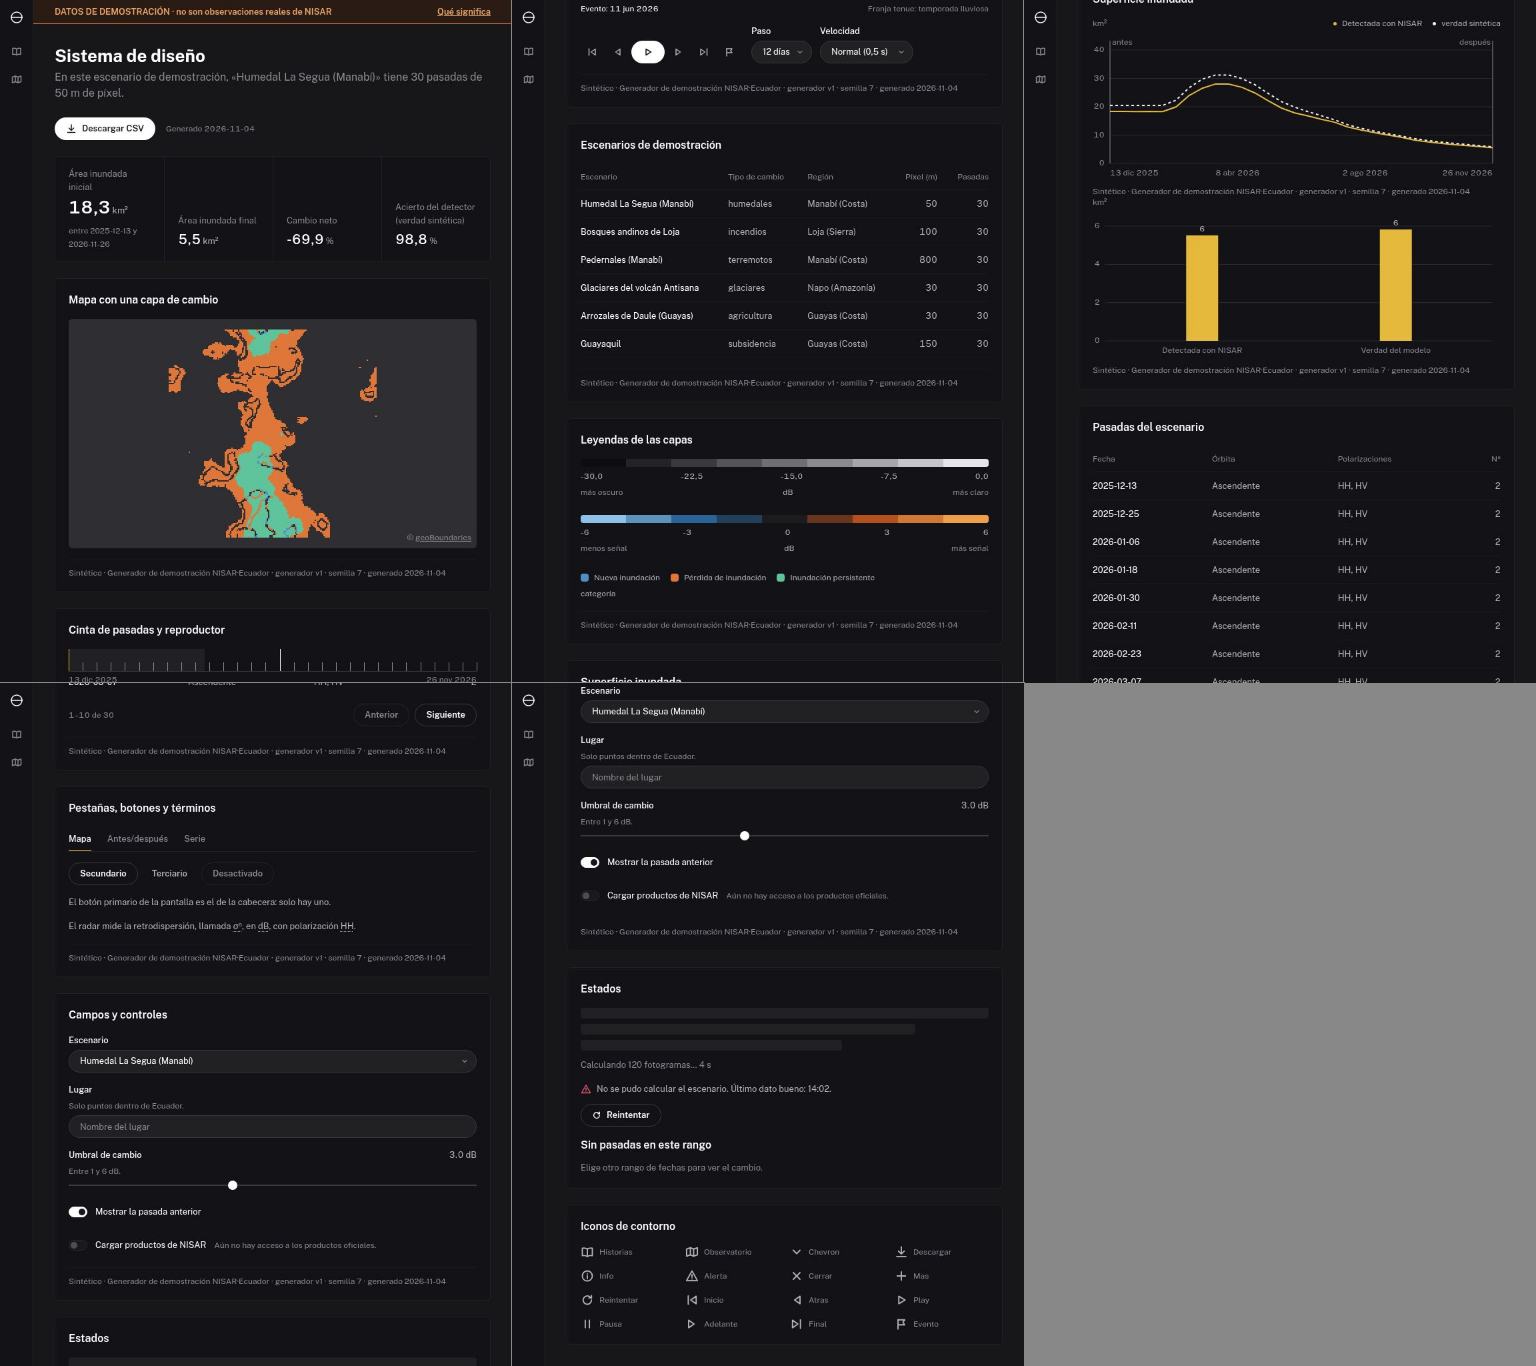 DATOS DE DEMOSTRACIÓN · no son observaciones reales de NISAR
Qué significa
Sistema de diseño
En este escenario de demostración, «Humedal La Segua (Manabí)» tiene 30 pasadas de
50 m de píxel.
Descargar CSV
Generado 2026-11-04
Área inundada
inicial
18,3 km²
entre 2025-12-13 y
2026-11-26
Área inundada final
5,5 km²
Cambio neto
-69,9 %
Acierto del detector
(verdad sintética)
98,8 %
Mapa con una capa de cambio
© geoBoundaries
Sintético · Generador de demostración NISAR-Ecuador · generador v1 · semilla 7 · generado 2026-11-04
Cinta de pasadas y reproductor
13 dic 2025
26 nov 2026
Evento: 11 jun 2026
Franja tenue: temporada lluviosa
Paso
Velocidad
12 días
Normal (0,5 s)
Sintético · Generador de demostración NISAR-Ecuador · generador v1 · semilla 7 · generado 2026-11-04
Escenarios de demostración
Escenario Tipo de cambio Región Píxel (m) Pasadas
Humedal La Segua (Manabí) humedales Manabí (Costa) 50 30
Bosques andinos de Loja incendios Loja (Sierra) 100 30
Pedernales (Manabí) terremotos Manabí (Costa) 800 30
Glaciares del volcán Antisana glaciares Napo (Amazonía) 30 30
Arrozales de Daule (Guayas) agricultura Guayas (Costa) 30 30
Guayaquil subsidencia Guayas (Costa) 150 30
Sintético · Generador de demostración NISAR-Ecuador · generador v1 · semilla 7 · generado 2026-11-04
Leyendas de las capas
-30,0 -22,5 -15,0 -7,5 0,0
más oscuro dB más claro
-6 -3 0 3 6
menos señal dB más señal
Nueva inundación Pérdida de inundación Inundación persistente
categoría
Sintético · Generador de demostración NISAR-Ecuador · generador v1 · semilla 7 · generado 2026-11-04
Superficie inundada
Superficie inundada
km²
Detectada con NISAR verdad sintética
antes
después
40
30
20
10
0
13 dic 2025 8 abr 2026 2 ago 2026 26 nov 2026
Sintético · Generador de demostración NISAR-Ecuador · generador v1 · semilla 7 · generado 2026-11-04
km²
6
4
2
0
6
6
Detectada con NISAR Verdad del modelo
Sintético · Generador de demostración NISAR-Ecuador · generador v1 · semilla 7 · generado 2026-11-04
Pasadas del escenario
Fecha Órbita Polarizaciones Nº
2025-12-13 Ascendente HH, HV 2
2025-12-25 Ascendente HH, HV 2
2026-01-06 Ascendente HH, HV 2
2026-01-18 Ascendente HH, HV 2
2026-01-30 Ascendente HH, HV 2
2026-02-11 Ascendente HH, HV 2
2026-02-23 Ascendente HH, HV 2
2026-03-07 Ascendente HH, HV 2
2026-03-07 Ascendente HH, HV 2
1-10 de 30
Anterior
Siguiente
Sintético · Generador de demostración NISAR-Ecuador · generador v1 · semilla 7 · generado 2026-11-04
Pestañas, botones y términos
Mapa Antes/después Serie
Secundario Terciario Desactivado
El botón primario de la pantalla es el de la cabecera: solo hay uno.
El radar mide la retrodispersión, llamada σ⁰, en dB, con polarización HH.
Sintético · Generador de demostración NISAR-Ecuador · generador v1 · semilla 7 · generado 2026-11-04
Campos y controles
Escenario
Humedal La Segua (Manabí)
Lugar
Solo puntos dentro de Ecuador.
Nombre del lugar
Umbral de cambio 3.0 dB
Entre 1 y 6 dB.
Mostrar la pasada anterior
Cargar productos de NISAR Aún no hay acceso a los productos oficiales.
Sintético · Generador de demostración NISAR-Ecuador · generador v1 · semilla 7 · generado 2026-11-04
Estados
Escenario
Humedal La Segua (Manabí)
Lugar
Solo puntos dentro de Ecuador.
Nombre del lugar
Umbral de cambio 3.0 dB
Entre 1 y 6 dB.
Mostrar la pasada anterior
Cargar productos de NISAR Aún no hay acceso a los productos oficiales.
Sintético · Generador de demostración NISAR-Ecuador · generador v1 · semilla 7 · generado 2026-11-04
Estados
Calculando 120 fotogramas... 4 s
No se pudo calcular el escenario. Último dato bueno: 14:02.
Reintentar
Sin pasadas en este rango
Elige otro rango de fechas para ver el cambio.
Iconos de contorno
Historias Observatorio Chevron Descargar
Info Alerta Cerrar Mas
Reintentar Inicio Atras Play
Pausa Adelante Final Evento